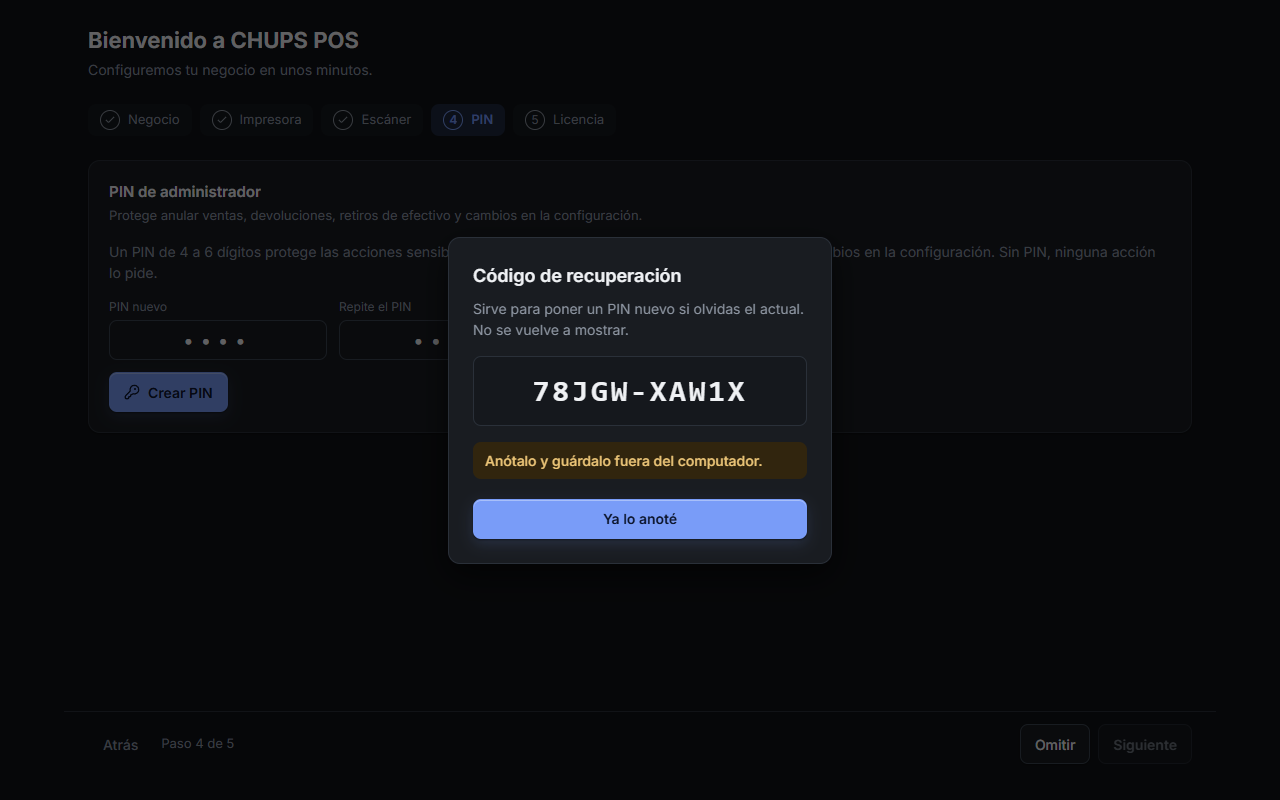 Bienvenido a CHUPS POS
Configuremos tu negocio en unos minutos.
Negocio
Impresora
Escáner
4 PIN
5 Licencia
PIN de administrador
Protege anular ventas, devoluciones, retiros de efectivo y cambios en la configuración.
Un PIN de 4 a 6 dígitos protege las acciones sensib
bios en la configuración. Sin PIN, ninguna acción
lo pide.
PIN nuevo
Repite el PIN
Crear PIN
Código de recuperación
Sirve para poner un PIN nuevo si olvidas el actual.
No se vuelve a mostrar.
78JGW-XAW1X
Anótalo y guárdalo fuera del computador.
Ya lo anoté
Atrás
Paso 4 de 5
Omitir
Siguiente